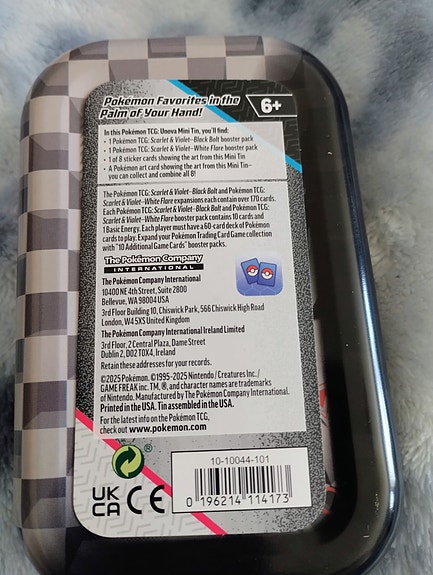 Pokémon Favorites in the
Palm of Your Hand!
6+
In this Pokémon TCG: Unova Mini Tin, you'll find:
• 1 Pokémon TCG: Scarlet & Violet–Black Bolt booster pack
• 1 Pokémon TCG: Scarlet & Violet–White Flare booster pack
• 1 of 8 sticker cards showing the art from this Mini Tin
• A Pokémon art card showing the art from this Mini Tin—
you can collect and combine all 8!
The Pokémon TCG: Scarlet & Violet–Black Bolt and Pokémon TCG:
Scarlet & Violet–White Flare expansions each contain over 170 cards.
Each Pokémon TCG: Scarlet & Violet–Black Bolt and Pokémon TCG:
Scarlet & Violet–White Flare booster pack contains 10 cards and
1 Basic Energy. Each player must have a 60-card deck of Pokémon
cards to play. Expand your Pokémon Trading Card Game collection
with "10 Additional Game Cards" booster packs.
The Pokémon Company
INTERNATIONAL
The Pokémon Company International
10400 NE 4th Street, Suite 2800
Bellevue, WA 98004 USA
3rd Floor Building 10, Chiswick Park, 566 Chiswick High Road
London, W4 5XS United Kingdom
The Pokémon Company International Ireland Limited
3rd Floor, 2 Central Plaza, Dame Street
Dublin 2, D02 T0X4, Ireland
Retain these addresses for your records.
©2025 Pokémon. ©1995-2025 Nintendo / Creatures Inc. /
GAME FREAK inc. TM, ®, and character names are trademarks
of Nintendo. Manufactured by The Pokémon Company International.
Printed in the USA. Tin assembled in the USA.
For the latest info on the Pokémon TCG,
check out www.pokemon.com
10-10044-101
UK
CA CE
0 196214 114173